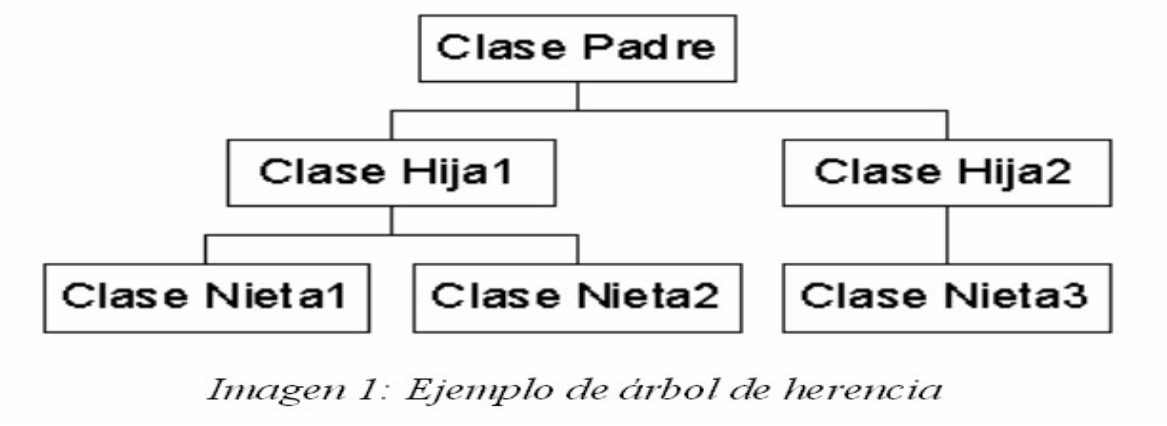 Clase Padre
Clase Hija1
Clase Hija2
Clase Nieta1
Clase Nieta2
Clase Nieta3
Imagen 1: Ejemplo de árbol de herencia